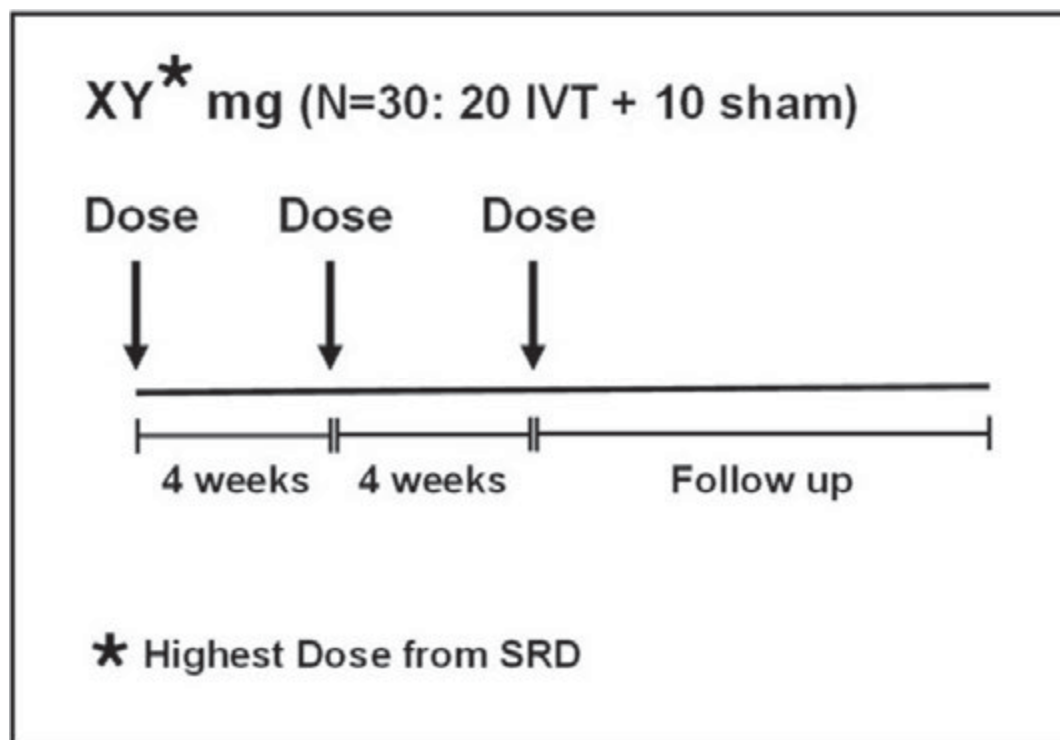 XY* mg (N=30: 20 IVT + 10 sham)
Dose Dose Dose
4 weeks 4 weeks Follow up
* Highest Dose from SRD